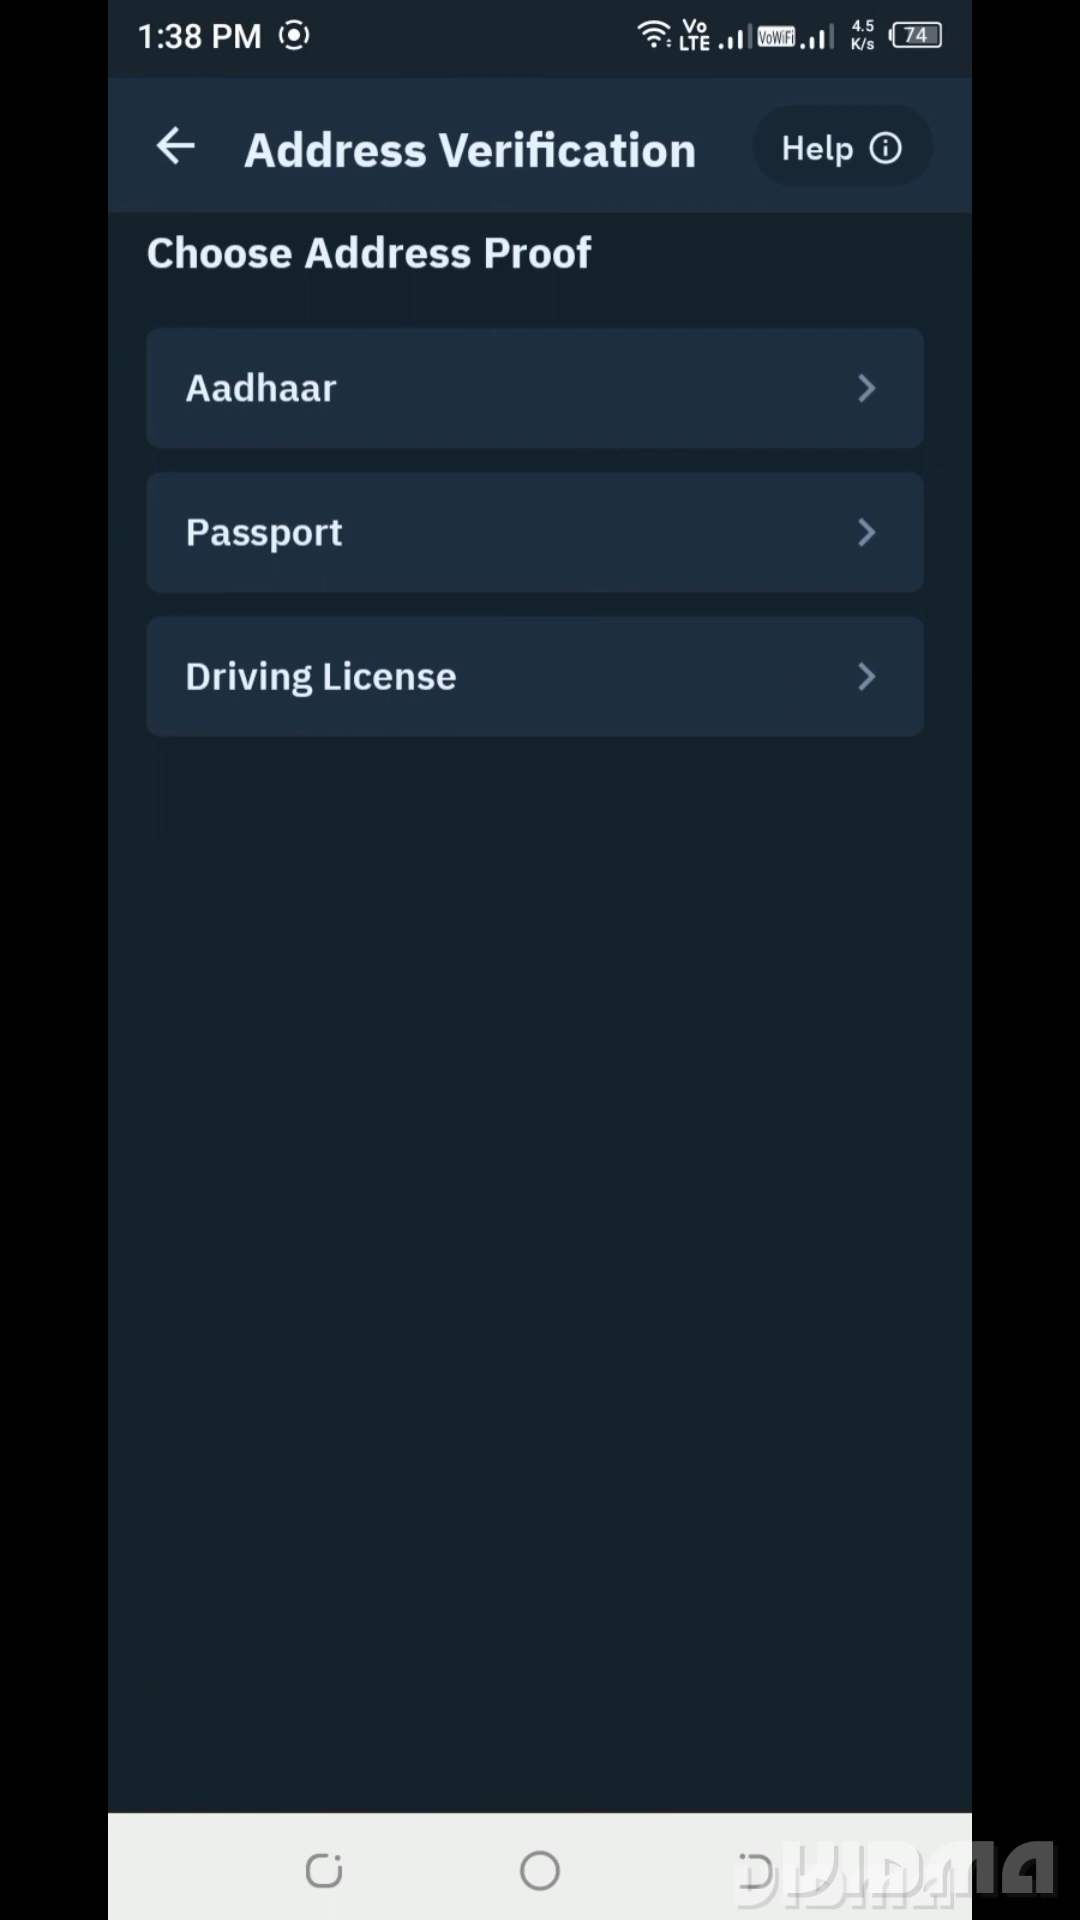 1:38 PM
Vo LTE VoWiFi 4.5 K/s 74
Address Verification
Help
Choose Address Proof
Aadhaar
Passport
Driving License